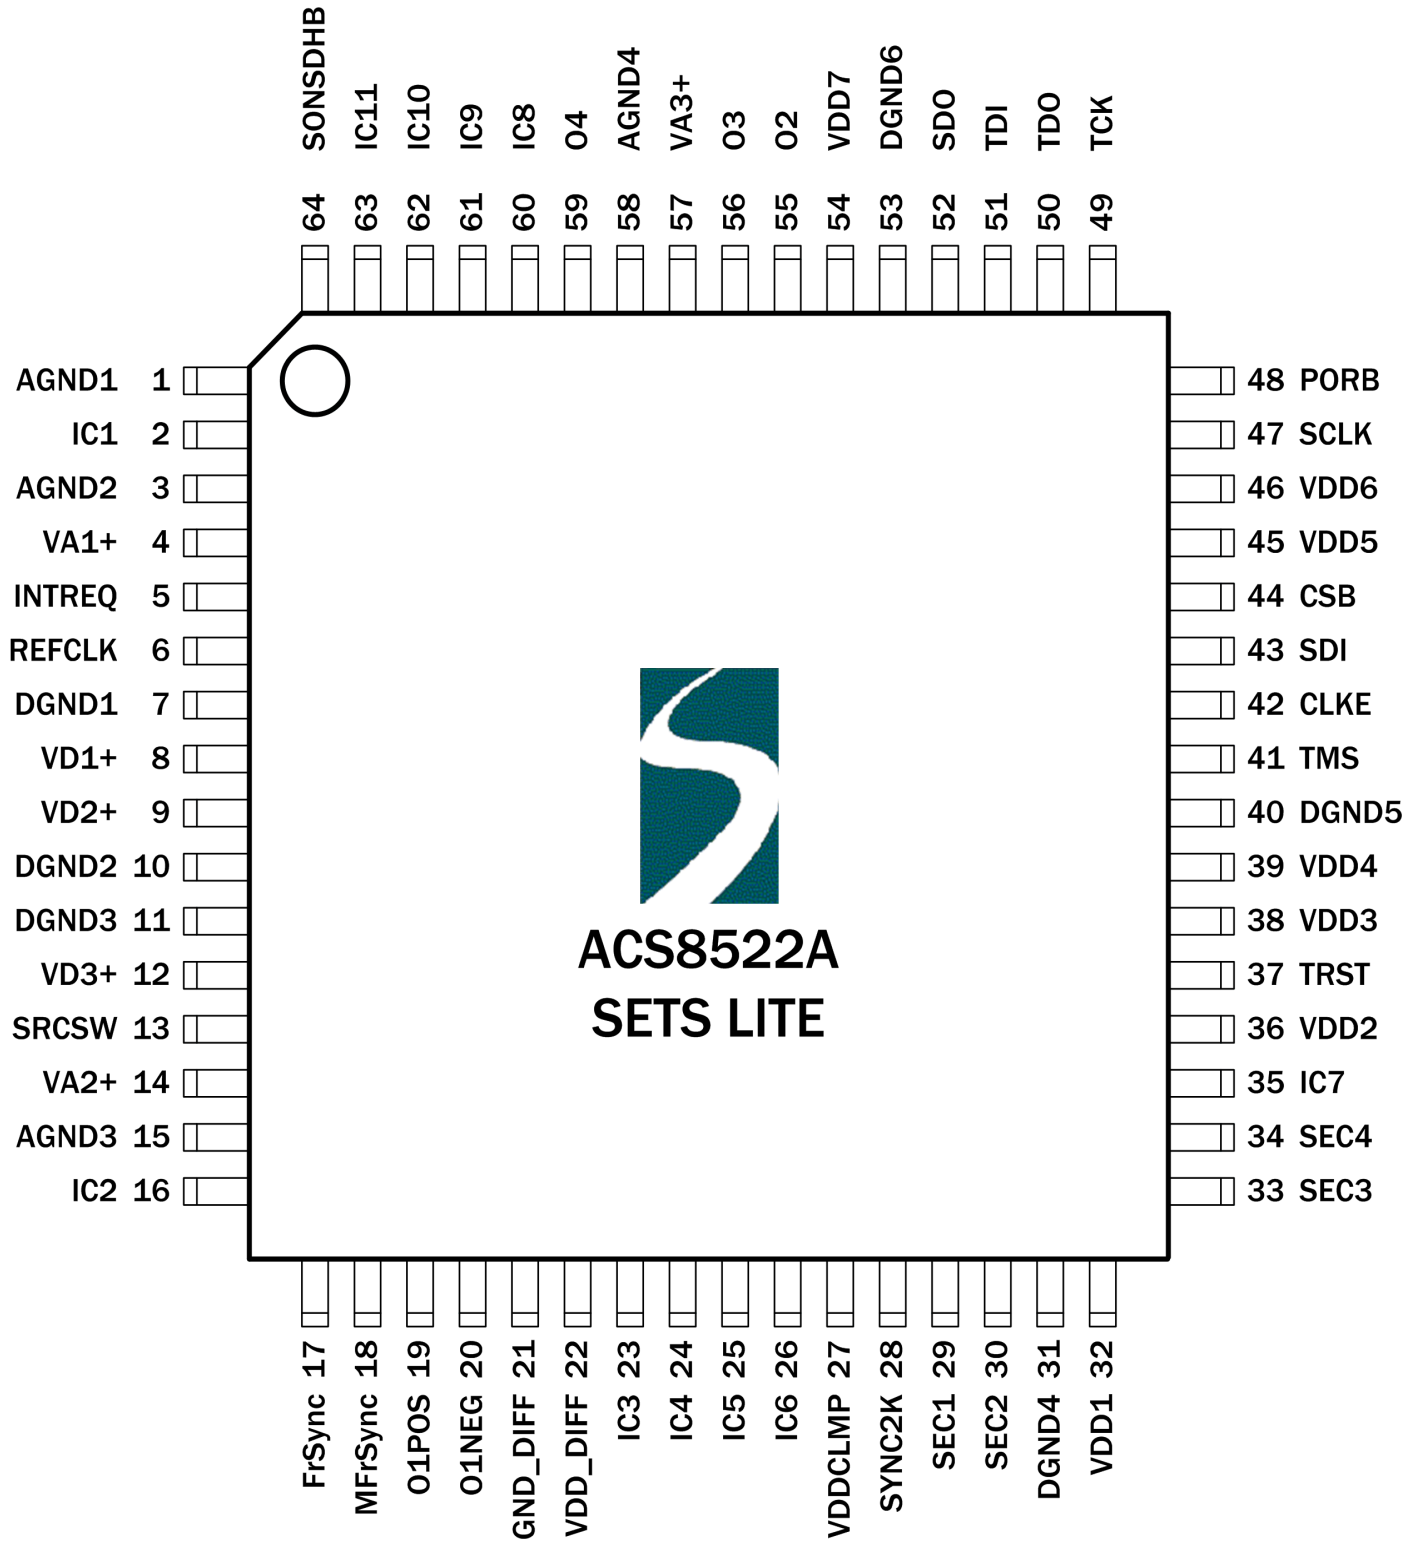 SONSDHB 64
IC11 63
IC10 62
IC9 61
IC8 60
O4 59
AGND4 58
VA3+ 57
O3 56
O2 55
VDD7 54
DGND6 53
SDO 52
TDI 51
TDO 50
TCK 49
AGND1 1
IC1 2
AGND2 3
VA1+ 4
INTREQ 5
REFCLK 6
DGND1 7
VD1+ 8
VD2+ 9
DGND2 10
DGND3 11
VD3+ 12
SRCSW 13
VA2+ 14
AGND3 15
IC2 16
ACS8522A
SETS LITE
48 PORB
47 SCLK
46 VDD6
45 VDD5
44 CSB
43 SDI
42 CLKE
41 TMS
40 DGND5
39 VDD4
38 VDD3
37 TRST
36 VDD2
35 IC7
34 SEC4
33 SEC3
FrSync 17
MFrSync 18
O1POS 19
O1NEG 20
GND_DIFF 21
VDD_DIFF 22
IC3 23
IC4 24
IC5 25
IC6 26
VDDCLMP 27
SYNC2K 28
SEC1 29
SEC2 30
DGND4 31
VDD1 32